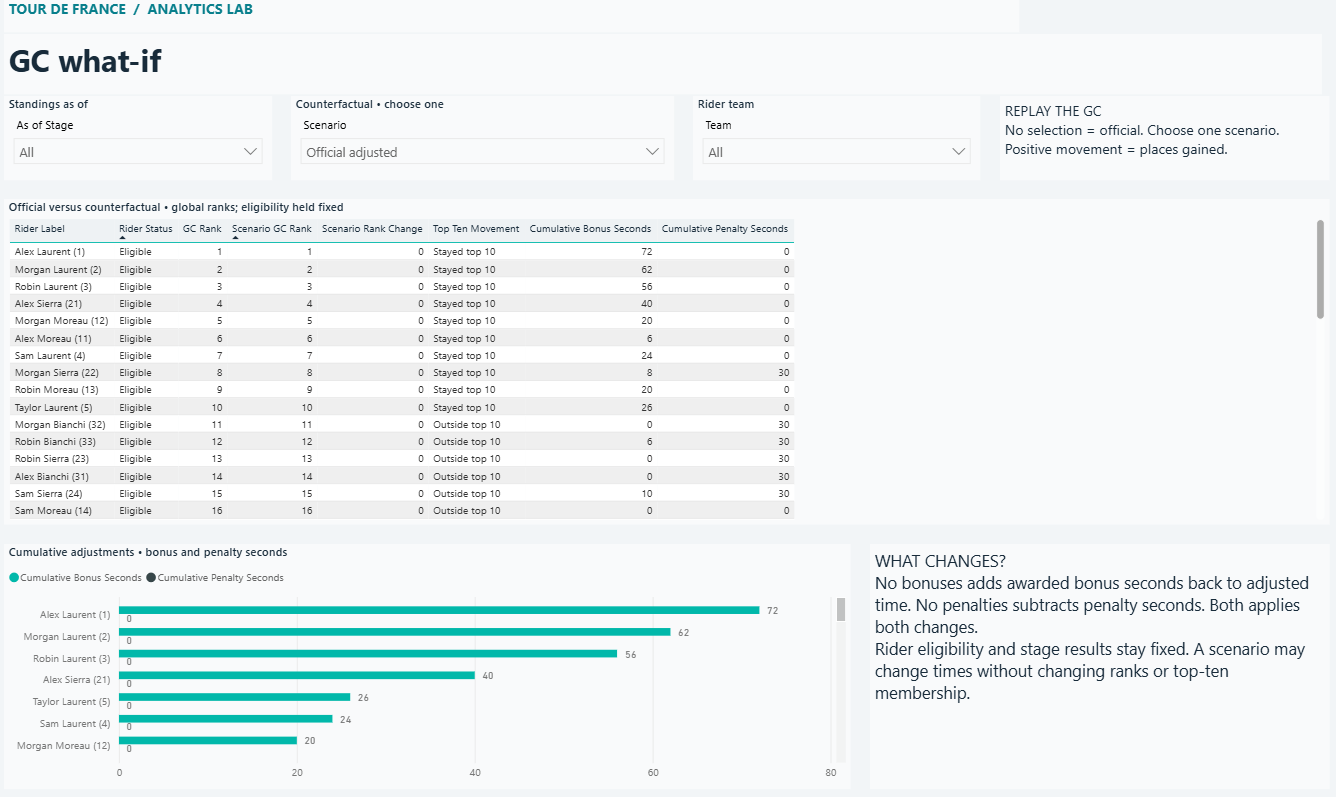 TOUR DE FRANCE / ANALYTICS LAB
GC what-if
Standings as of
As of Stage
All
Counterfactual • choose one
Scenario
Official adjusted
Rider team
Team
All
REPLAY THE GC
No selection = official. Choose one scenario.
Positive movement = places gained.
Official versus counterfactual • global ranks; eligibility held fixed
Rider Label Rider Status GC Rank Scenario GC Rank Scenario Rank Change Top Ten Movement Cumulative Bonus Seconds Cumulative Penalty Seconds
Alex Laurent (1) Eligible 1 1 0 Stayed top 10 72 0
Morgan Laurent (2) Eligible 2 2 0 Stayed top 10 62 0
Robin Laurent (3) Eligible 3 3 0 Stayed top 10 56 0
Alex Sierra (21) Eligible 4 4 0 Stayed top 10 40 0
Morgan Moreau (12) Eligible 5 5 0 Stayed top 10 20 0
Alex Moreau (11) Eligible 6 6 0 Stayed top 10 6 0
Sam Laurent (4) Eligible 7 7 0 Stayed top 10 24 0
Morgan Sierra (22) Eligible 8 8 0 Stayed top 10 8 30
Robin Moreau (13) Eligible 9 9 0 Stayed top 10 20 0
Taylor Laurent (5) Eligible 10 10 0 Stayed top 10 26 0
Morgan Bianchi (32) Eligible 11 11 0 Outside top 10 0 30
Robin Bianchi (33) Eligible 12 12 0 Outside top 10 6 30
Robin Sierra (23) Eligible 13 13 0 Outside top 10 0 30
Alex Bianchi (31) Eligible 14 14 0 Outside top 10 0 30
Sam Sierra (24) Eligible 15 15 0 Outside top 10 10 30
Sam Moreau (14) Eligible 16 16 0 Outside top 10 0 0
Cumulative adjustments • bonus and penalty seconds
Cumulative Bonus Seconds Cumulative Penalty Seconds
Alex Laurent (1) 72
0
Morgan Laurent (2) 62
0
Robin Laurent (3) 56
0
Alex Sierra (21) 40
0
Taylor Laurent (5) 26
0
Sam Laurent (4) 24
0
Morgan Moreau (12) 20
0
0 20 40 60 80
WHAT CHANGES?
No bonuses adds awarded bonus seconds back to adjusted
time. No penalties subtracts penalty seconds. Both applies
both changes.
Rider eligibility and stage results stay fixed. A scenario may
change times without changing ranks or top-ten
membership.